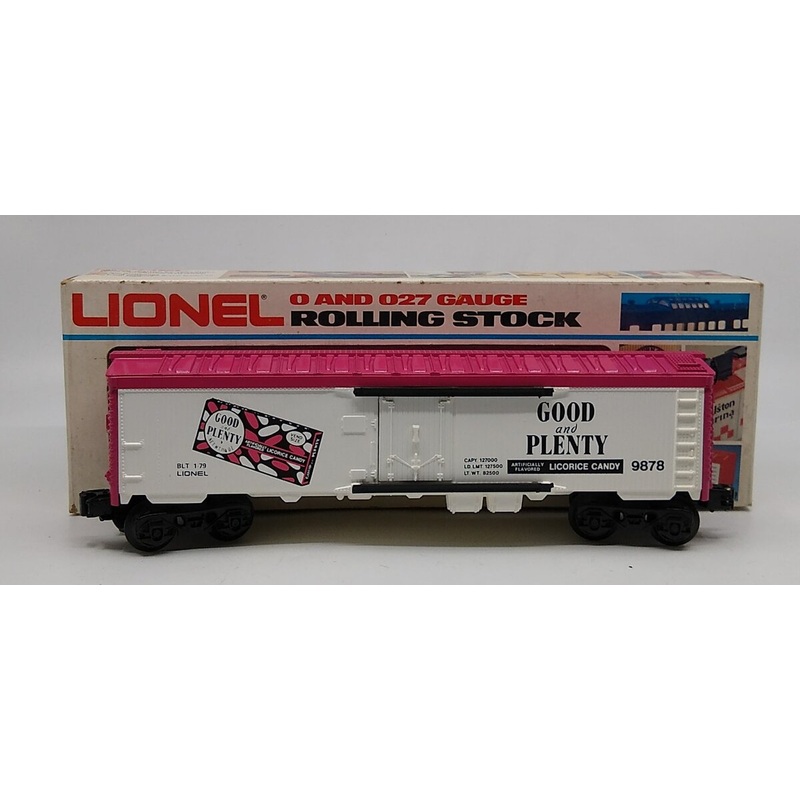 LIONEL®
O AND O27 GAUGE
ROLLING STOCK
GOOD
and
PLENTY
LICORICE CANDY
BLT 1-79
LIONEL
CAPY. 127000
LD. LMT. 127500
LT. WT. 82500
GOOD
and
PLENTY
ARTIFICIALLY
FLAVORED
LICORICE CANDY
9878